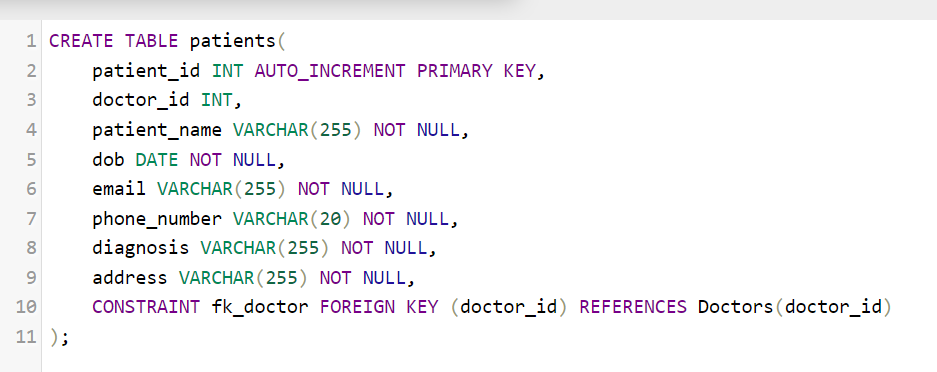 1 CREATE TABLE patients(
2 patient_id INT AUTO_INCREMENT PRIMARY KEY,
3 doctor_id INT,
4 patient_name VARCHAR(255) NOT NULL,
5 dob DATE NOT NULL,
6 email VARCHAR(255) NOT NULL,
7 phone_number VARCHAR(20) NOT NULL,
8 diagnosis VARCHAR(255) NOT NULL,
9 address VARCHAR(255) NOT NULL,
10 CONSTRAINT fk_doctor FOREIGN KEY (doctor_id) REFERENCES Doctors(doctor_id)
11 );